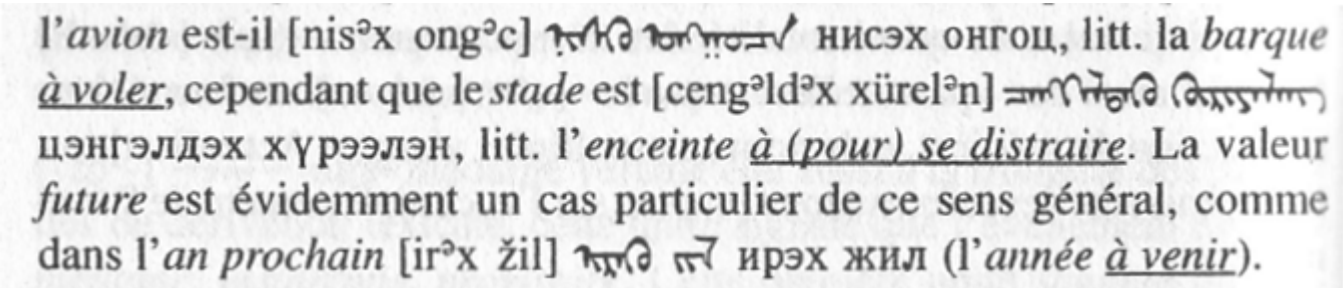 l'avion est-il [nisᵊx ongᵊc] нисэх онгоц, litt. la barque
à voler, cependant que le stade est [cengᵊldᵊx xürelᵊn]
цэнгэлдэх хүрээлэн, litt. l'enceinte à (pour) se distraire. La valeur
future est évidemment un cas particulier de ce sens général, comme
dans l'an prochain [irᵊx žil] ирэх жил (l'année à venir).